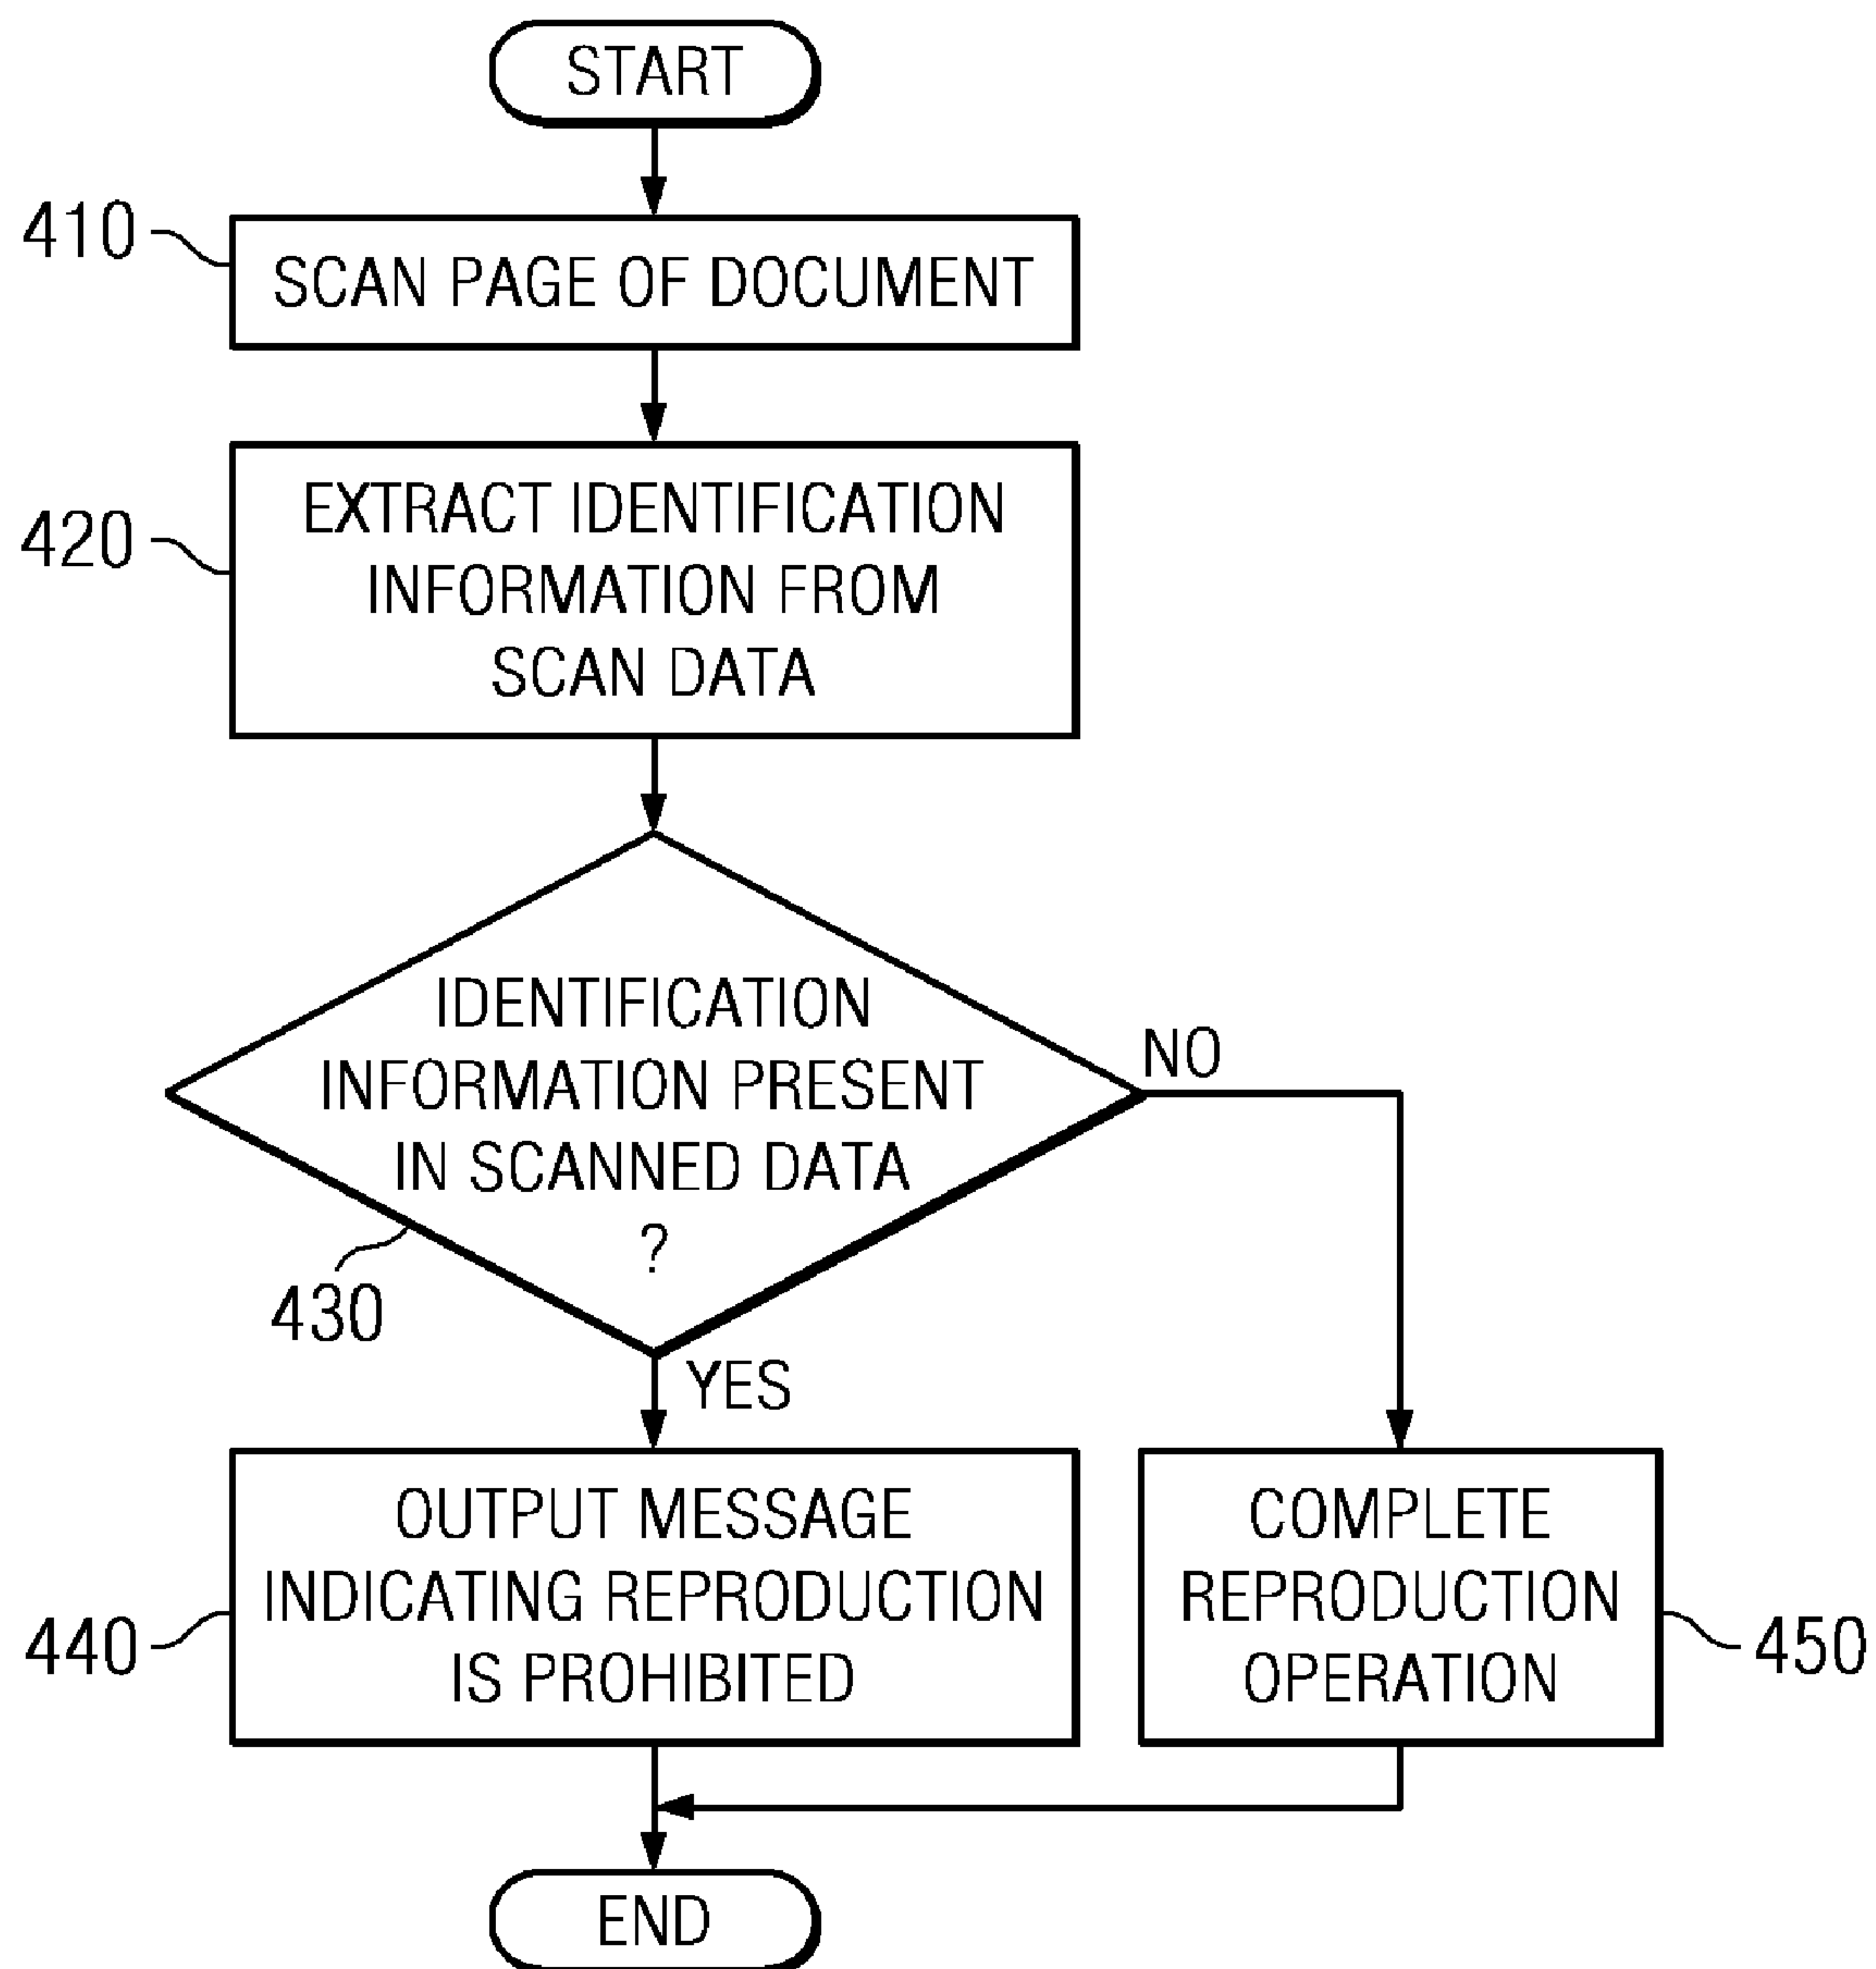 START
410
SCAN PAGE OF DOCUMENT
420
EXTRACT IDENTIFICATION
INFORMATION FROM
SCAN DATA
IDENTIFICATION
INFORMATION PRESENT
IN SCANNED DATA
?
430
NO
YES
440
OUTPUT MESSAGE
INDICATING REPRODUCTION
IS PROHIBITED
COMPLETE
REPRODUCTION
OPERATION
450
END